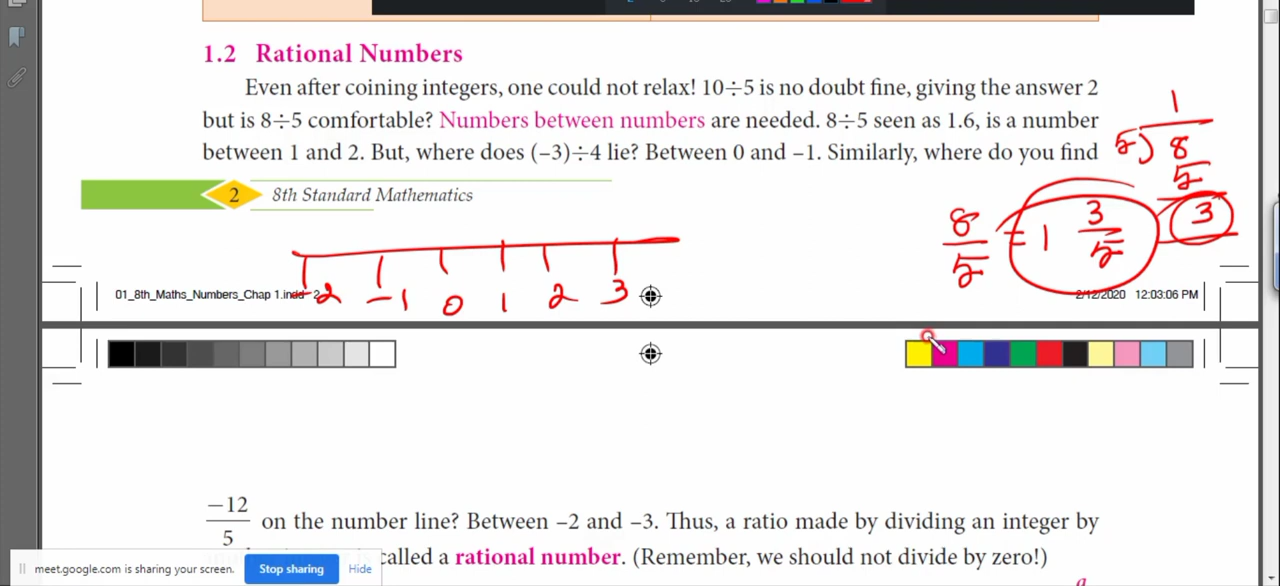 1.2 Rational Numbers
Even after coining integers, one could not relax! 10÷5 is no doubt fine, giving the answer 2
but is 8÷5 comfortable? Numbers between numbers are needed. 8÷5 seen as 1.6, is a number
between 1 and 2. But, where does (−3)÷4 lie? Between 0 and −1. Similarly, where do you find
1
5) 8
5
3
8/5 = 1 3/5
2 8th Standard Mathematics
-2 -1 0 1 2 3
01_8th_Maths_Numbers_Chap 1.indd 2
2/12/2020 12:03:06 PM
−12/5 on the number line? Between –2 and –3. Thus, a ratio made by dividing an integer by
called a rational number. (Remember, we should not divide by zero!)
meet.google.com is sharing your screen. Stop sharing Hide
a